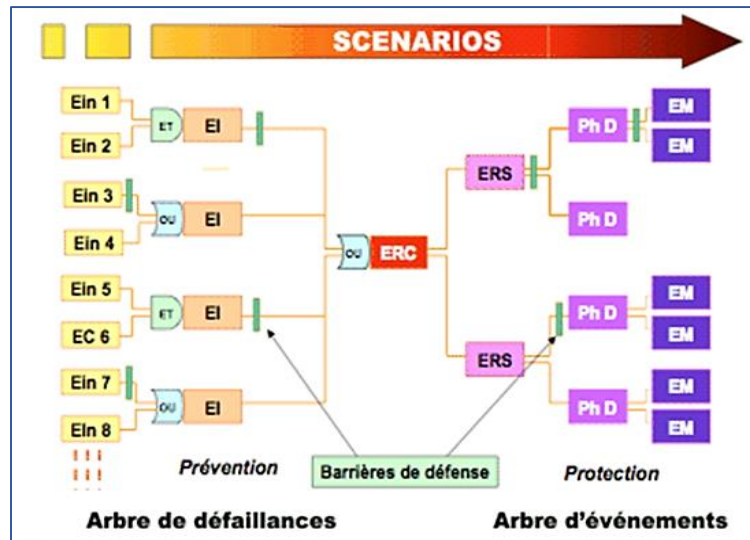 SCENARIOS
Ein 1
Ein 2
ET
EI
Ein 3
Ein 4
OU
EI
Ein 5
EC 6
ET
EI
Ein 7
Ein 8
OU
EI
OU
ERC
ERS
ERS
Ph D
Ph D
Ph D
Ph D
EM
EM
EM
EM
EM
EM
Prévention
Barrières de défense
Protection
Arbre de défaillances
Arbre d'événements